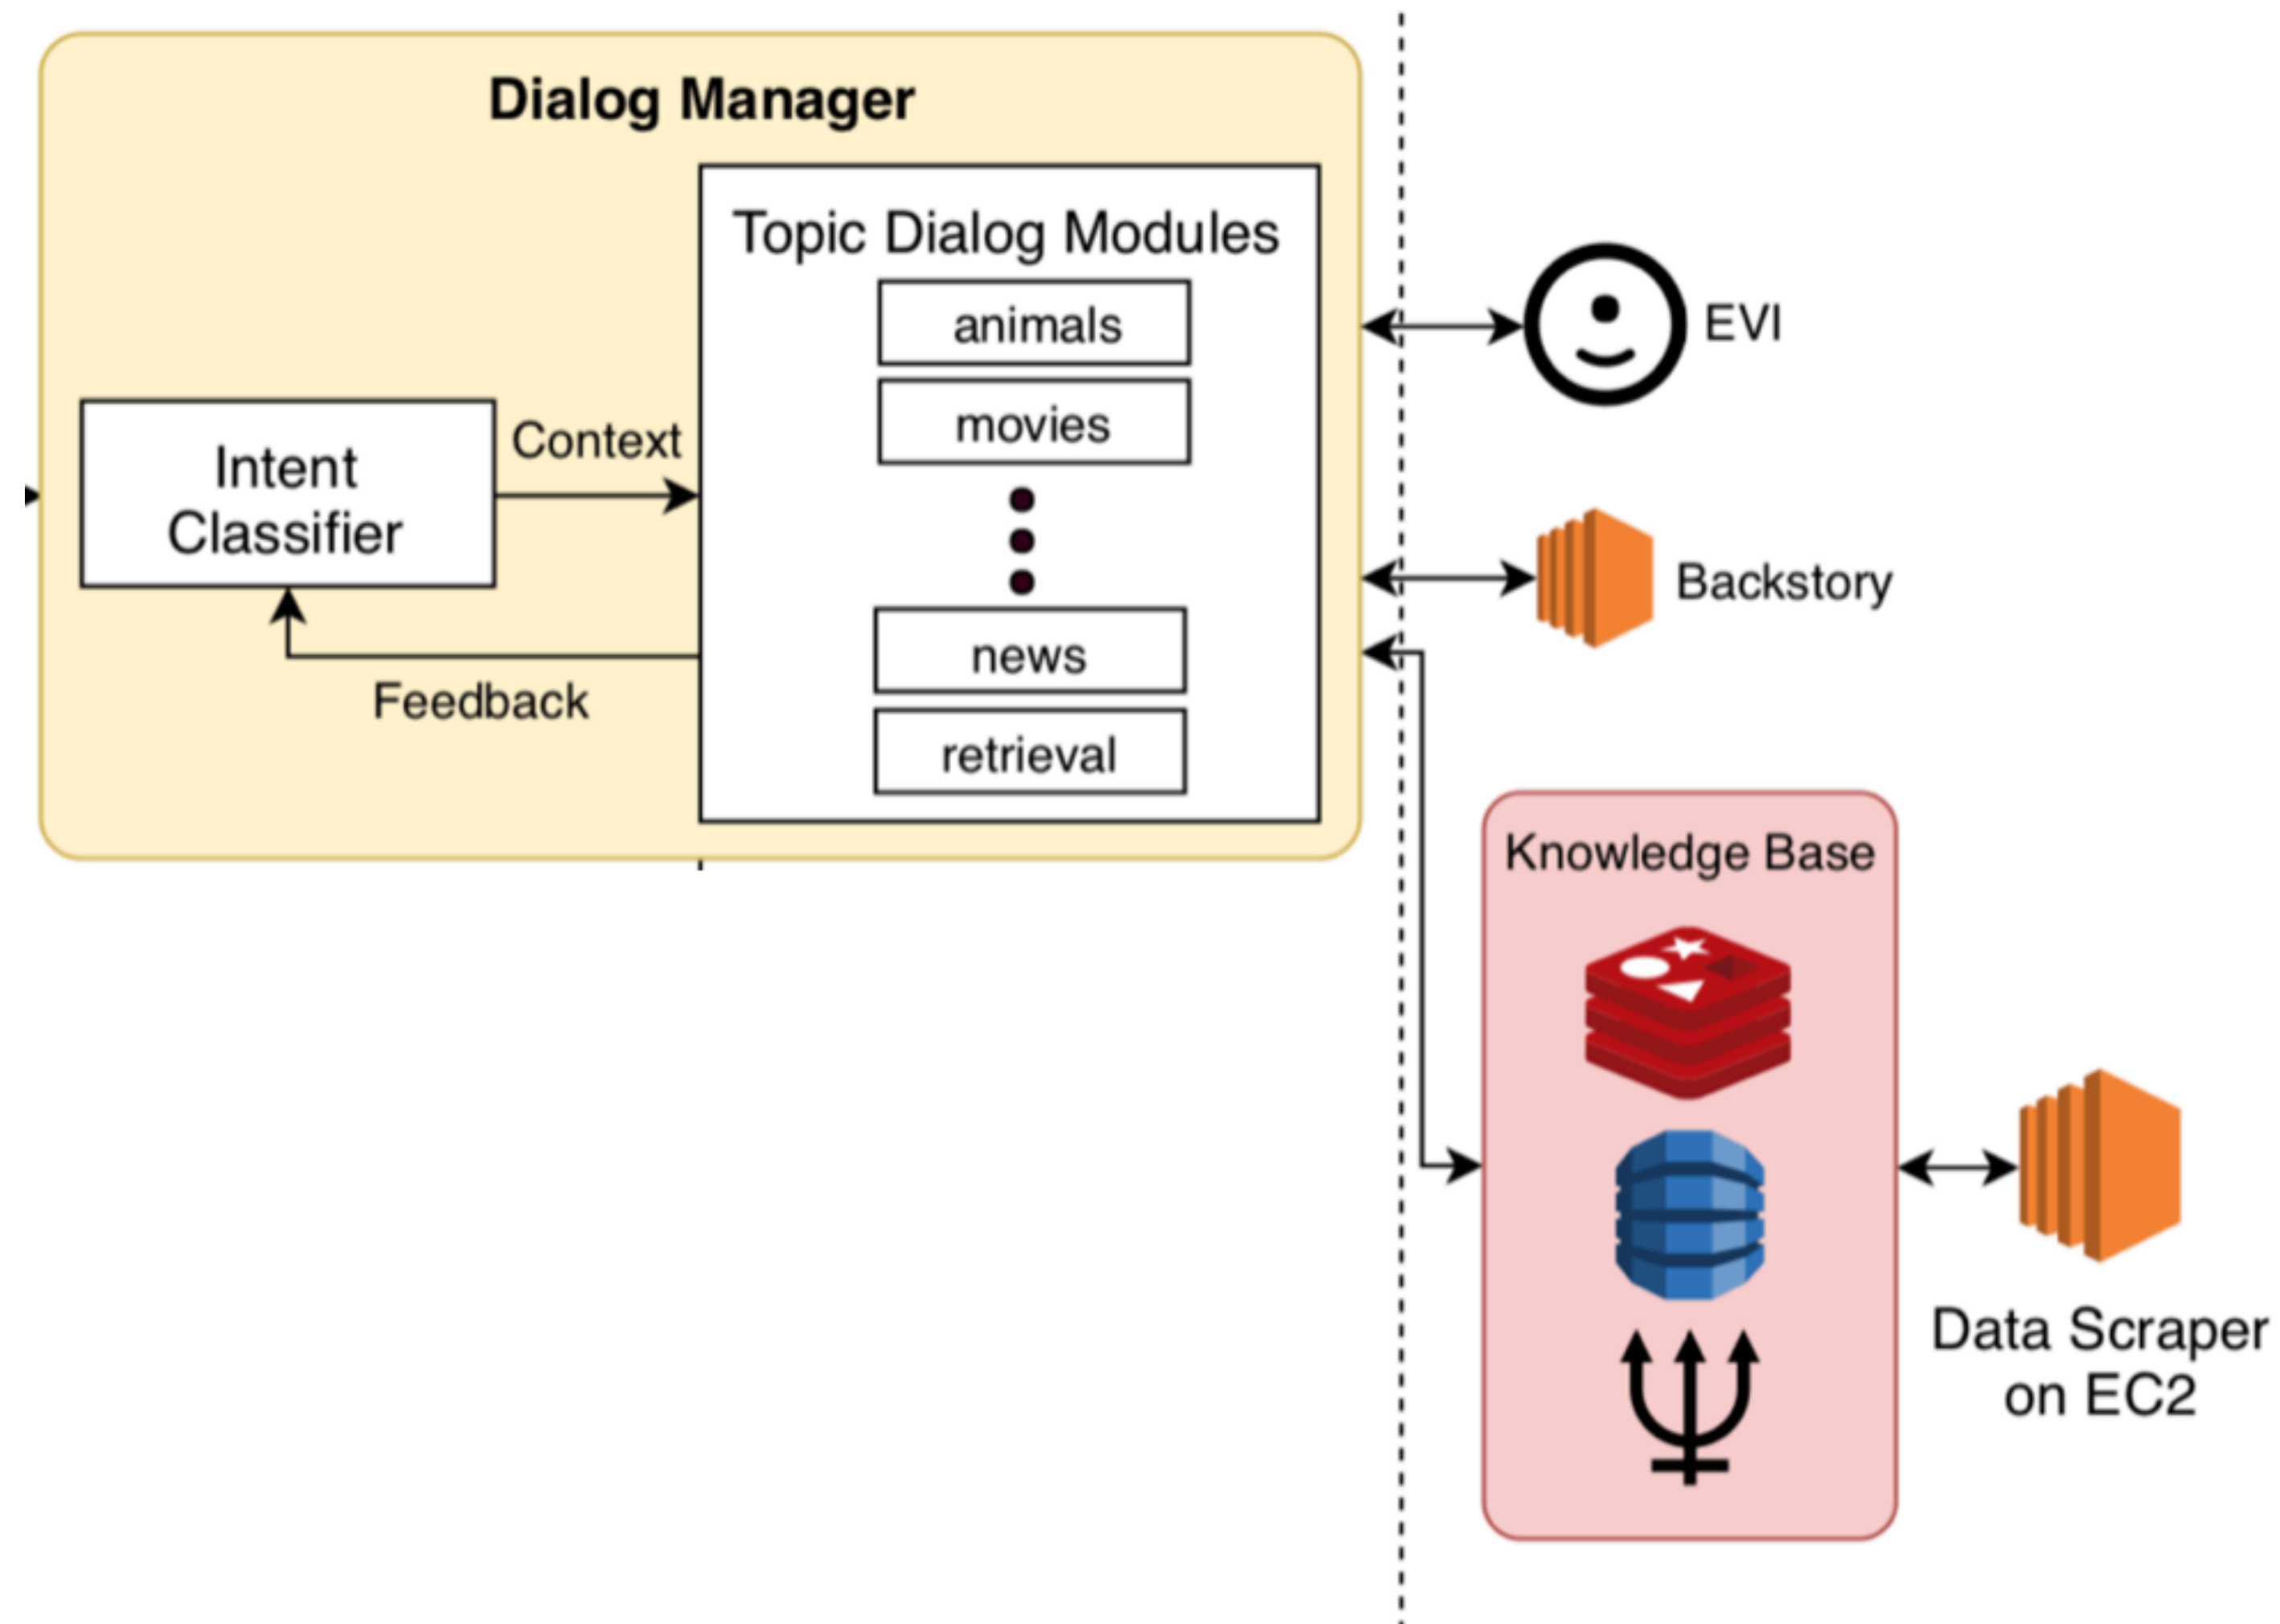 Dialog Manager
Topic Dialog Modules
animals
movies
news
retrieval
Intent
Classifier
Context
Feedback
EVI
Backstory
Knowledge Base
Data Scraper
on EC2